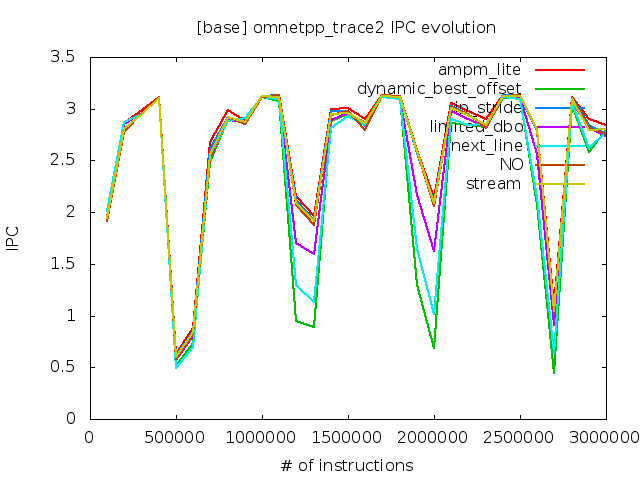 [base] omnetpp_trace2 IPC evolution
3.5
3
2.5
2
1.5
1
0.5
0
IPC
ampm_lite
dynamic_best_offset
ip_stride
limited_dbo
next_line
NO
stream
0 500000 1000000 1500000 2000000 2500000 3000000
# of instructions